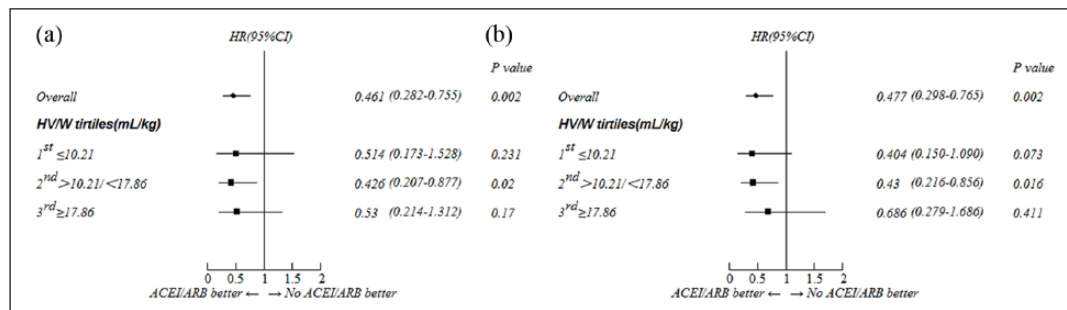 (a)
HR(95%CI)
P value
Overall 0.461 (0.282-0.755) 0.002
HV/W tirtiles(mL/kg)
1st ≤10.21 0.514 (0.173-1.528) 0.231
2nd >10.21/<17.86 0.426 (0.207-0.877) 0.02
3rd≥17.86 0.53 (0.214-1.312) 0.17
0 0.5 1 1.5 2
ACEI/ARB better ← → No ACEI/ARB better
(b)
HR(95%CI)
P value
Overall 0.477 (0.298-0.765) 0.002
HV/W tirtiles(mL/kg)
1st ≤10.21 0.404 (0.150-1.090) 0.073
2nd >10.21/<17.86 0.43 (0.216-0.856) 0.016
3rd≥17.86 0.686 (0.279-1.686) 0.411
0 0.5 1 1.5 2
ACEI/ARB better ← → No ACEI/ARB better